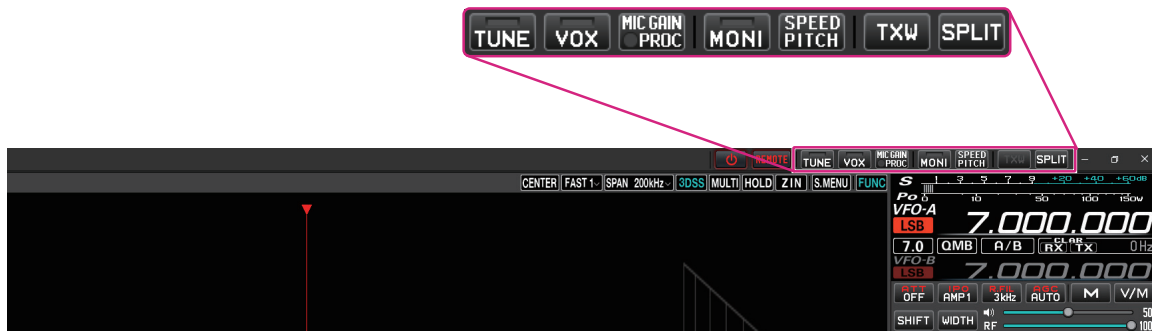 TUNE VOX MIC GAIN PROC MONI SPEED PITCH TXW SPLIT
REMOTE TUNE VOX MIC GAIN PROC MONI SPEED PITCH TXW SPLIT
CENTER FAST 1 SPAN 200kHz 3DSS MULTI HOLD Z IN S.MENU FUNC
S 1 3 5 7 9 +20 +40 +60dB
Po 0 10 50 100 150W
VFO-A
LSB 7.000.000
7.0 QMB A/B CLAR RX TX 0 Hz
VFO-B
LSB 7.000.000
ATT OFF IPO AMP1 R.FIL 3kHz AGC AUTO M V/M
SHIFT WIDTH 50
RF 100